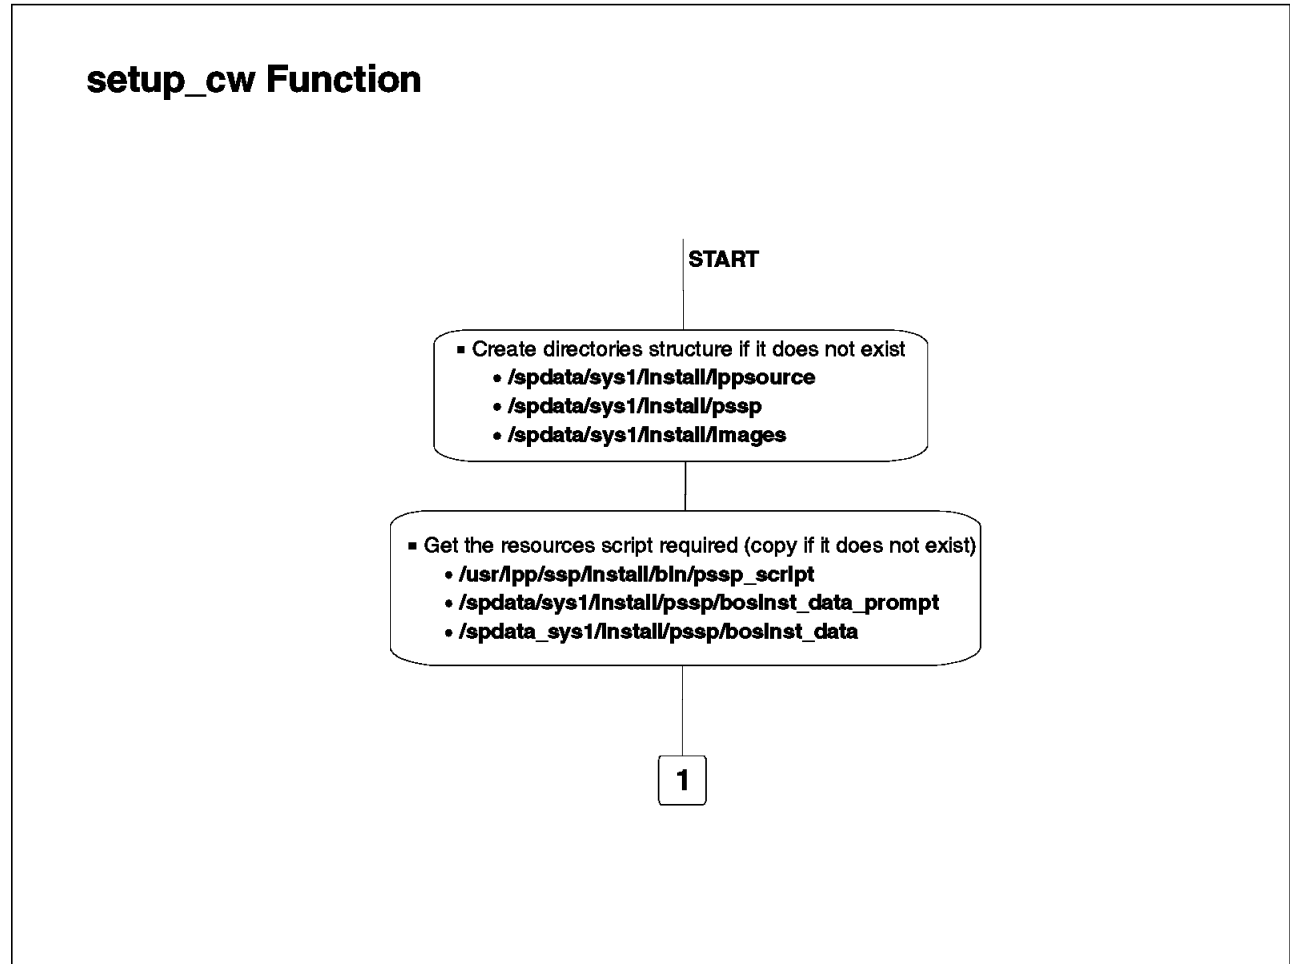 setup_cw Function
START
▪ Create directories structure if it does not exist
• /spdata/sys1/install/lppsource
• /spdata/sys1/install/pssp
• /spdata/sys1/install/images
▪ Get the resources script required (copy if it does not exist)
• /usr/lpp/ssp/install/bin/pssp_script
• /spdata/sys1/install/pssp/bosinst_data_prompt
• /spdata_sys1/install/pssp/bosinst_data
1